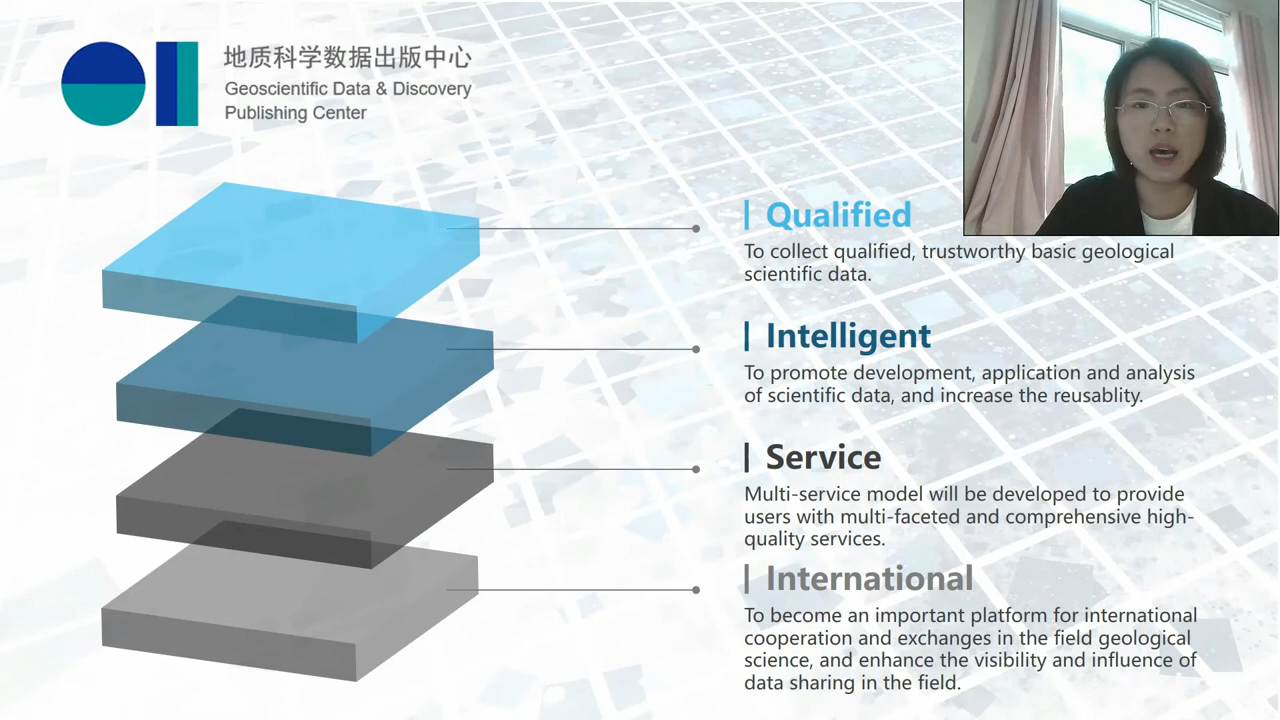 地质科学数据出版中心
Geoscientific Data & Discovery
Publishing Center
Qualified
To collect qualified, trustworthy basic geological
scientific data.
Intelligent
To promote development, application and analysis
of scientific data, and increase the reusablity.
Service
Multi-service model will be developed to provide
users with multi-faceted and comprehensive high-
quality services.
International
To become an important platform for international
cooperation and exchanges in the field geological
science, and enhance the visibility and influence of
data sharing in the field.